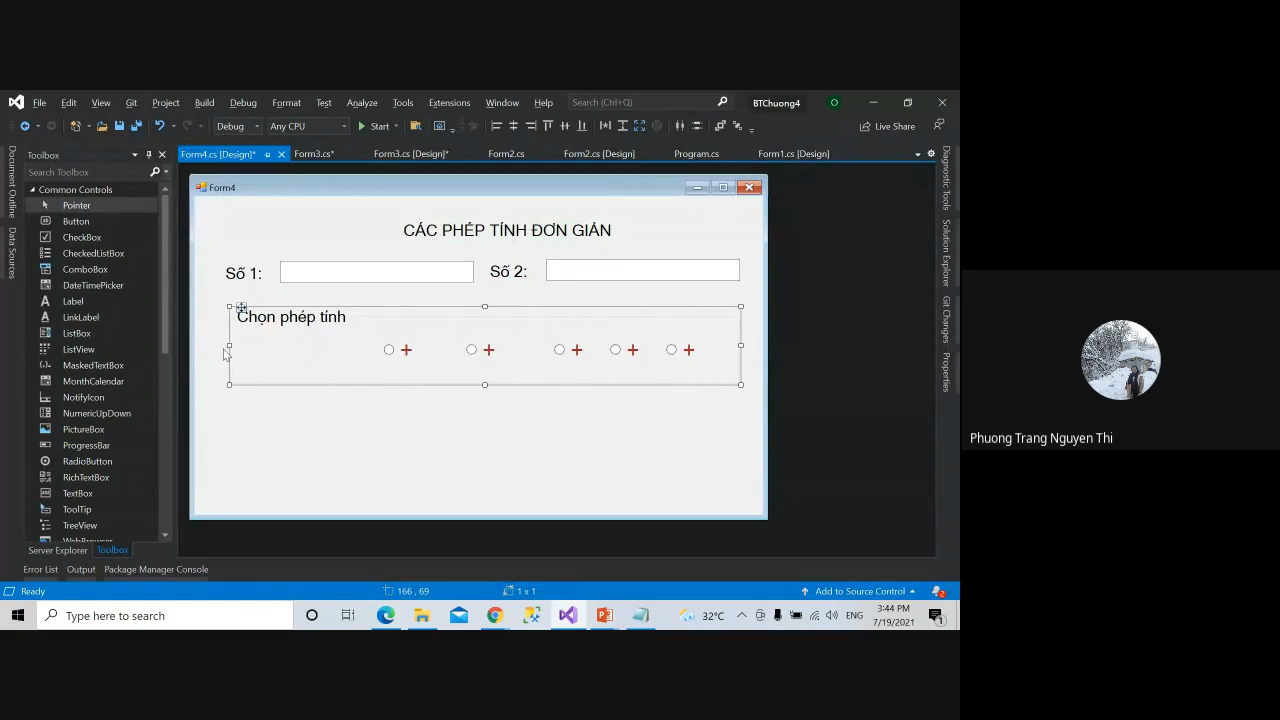 File Edit View Git Project Build Debug Format Test Analyze Tools Extensions Window Help Search (Ctrl+Q) BTChuong4 O
Debug Any CPU Start Live Share
Document Outline
Data Sources
Toolbox
Search Toolbox
Common Controls
Pointer
Button
CheckBox
CheckedListBox
ComboBox
DateTimePicker
Label
LinkLabel
ListBox
ListView
MaskedTextBox
MonthCalendar
NotifyIcon
NumericUpDown
PictureBox
ProgressBar
RadioButton
RichTextBox
TextBox
ToolTip
TreeView
WebBrowser
Server Explorer Toolbox
Form4.cs [Design]* Form3.cs* Form3.cs [Design]* Form2.cs Form2.cs [Design] Program.cs Form1.cs [Design]
Form4
CÁC PHÉP TÍNH ĐƠN GIẢN
Số 1: Số 2:
Chọn phép tính
+ + + + +
Diagnostic Tools
Solution Explorer
Git Changes
Properties
Phuong Trang Nguyen Thi
Error List Output Package Manager Console
Ready 166 , 69 1 x 1 Add to Source Control 2
Type here to search 32°C ENG 3:44 PM
7/19/2021 1